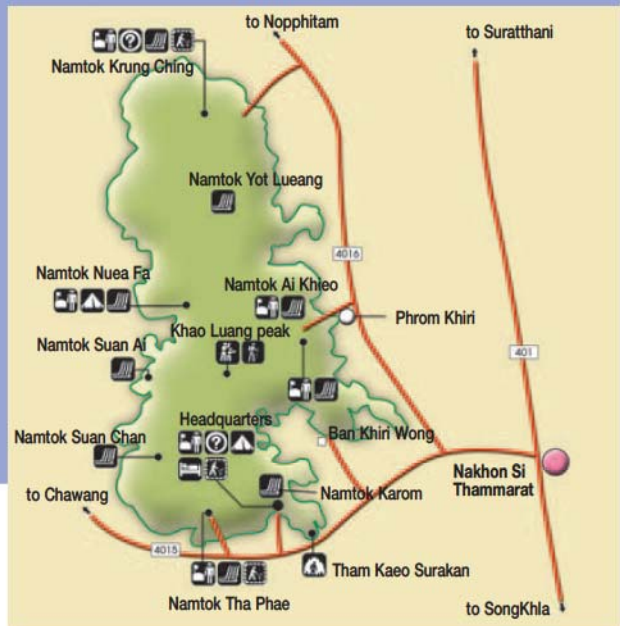 to Nopphitam
to Suratthani
Namtok Krung Ching
Namtok Yot Lueang
4016
Namtok Nuea Fa
Namtok Ai Khieo
Phrom Khiri
Khao Luang peak
Namtok Suan Ai
401
Headquarters
Namtok Suan Chan
Ban Khiri Wong
Nakhon Si
Thammarat
to Chawang
Namtok Karom
4015
Tham Kaeo Surakan
Namtok Tha Phae
to SongKhla